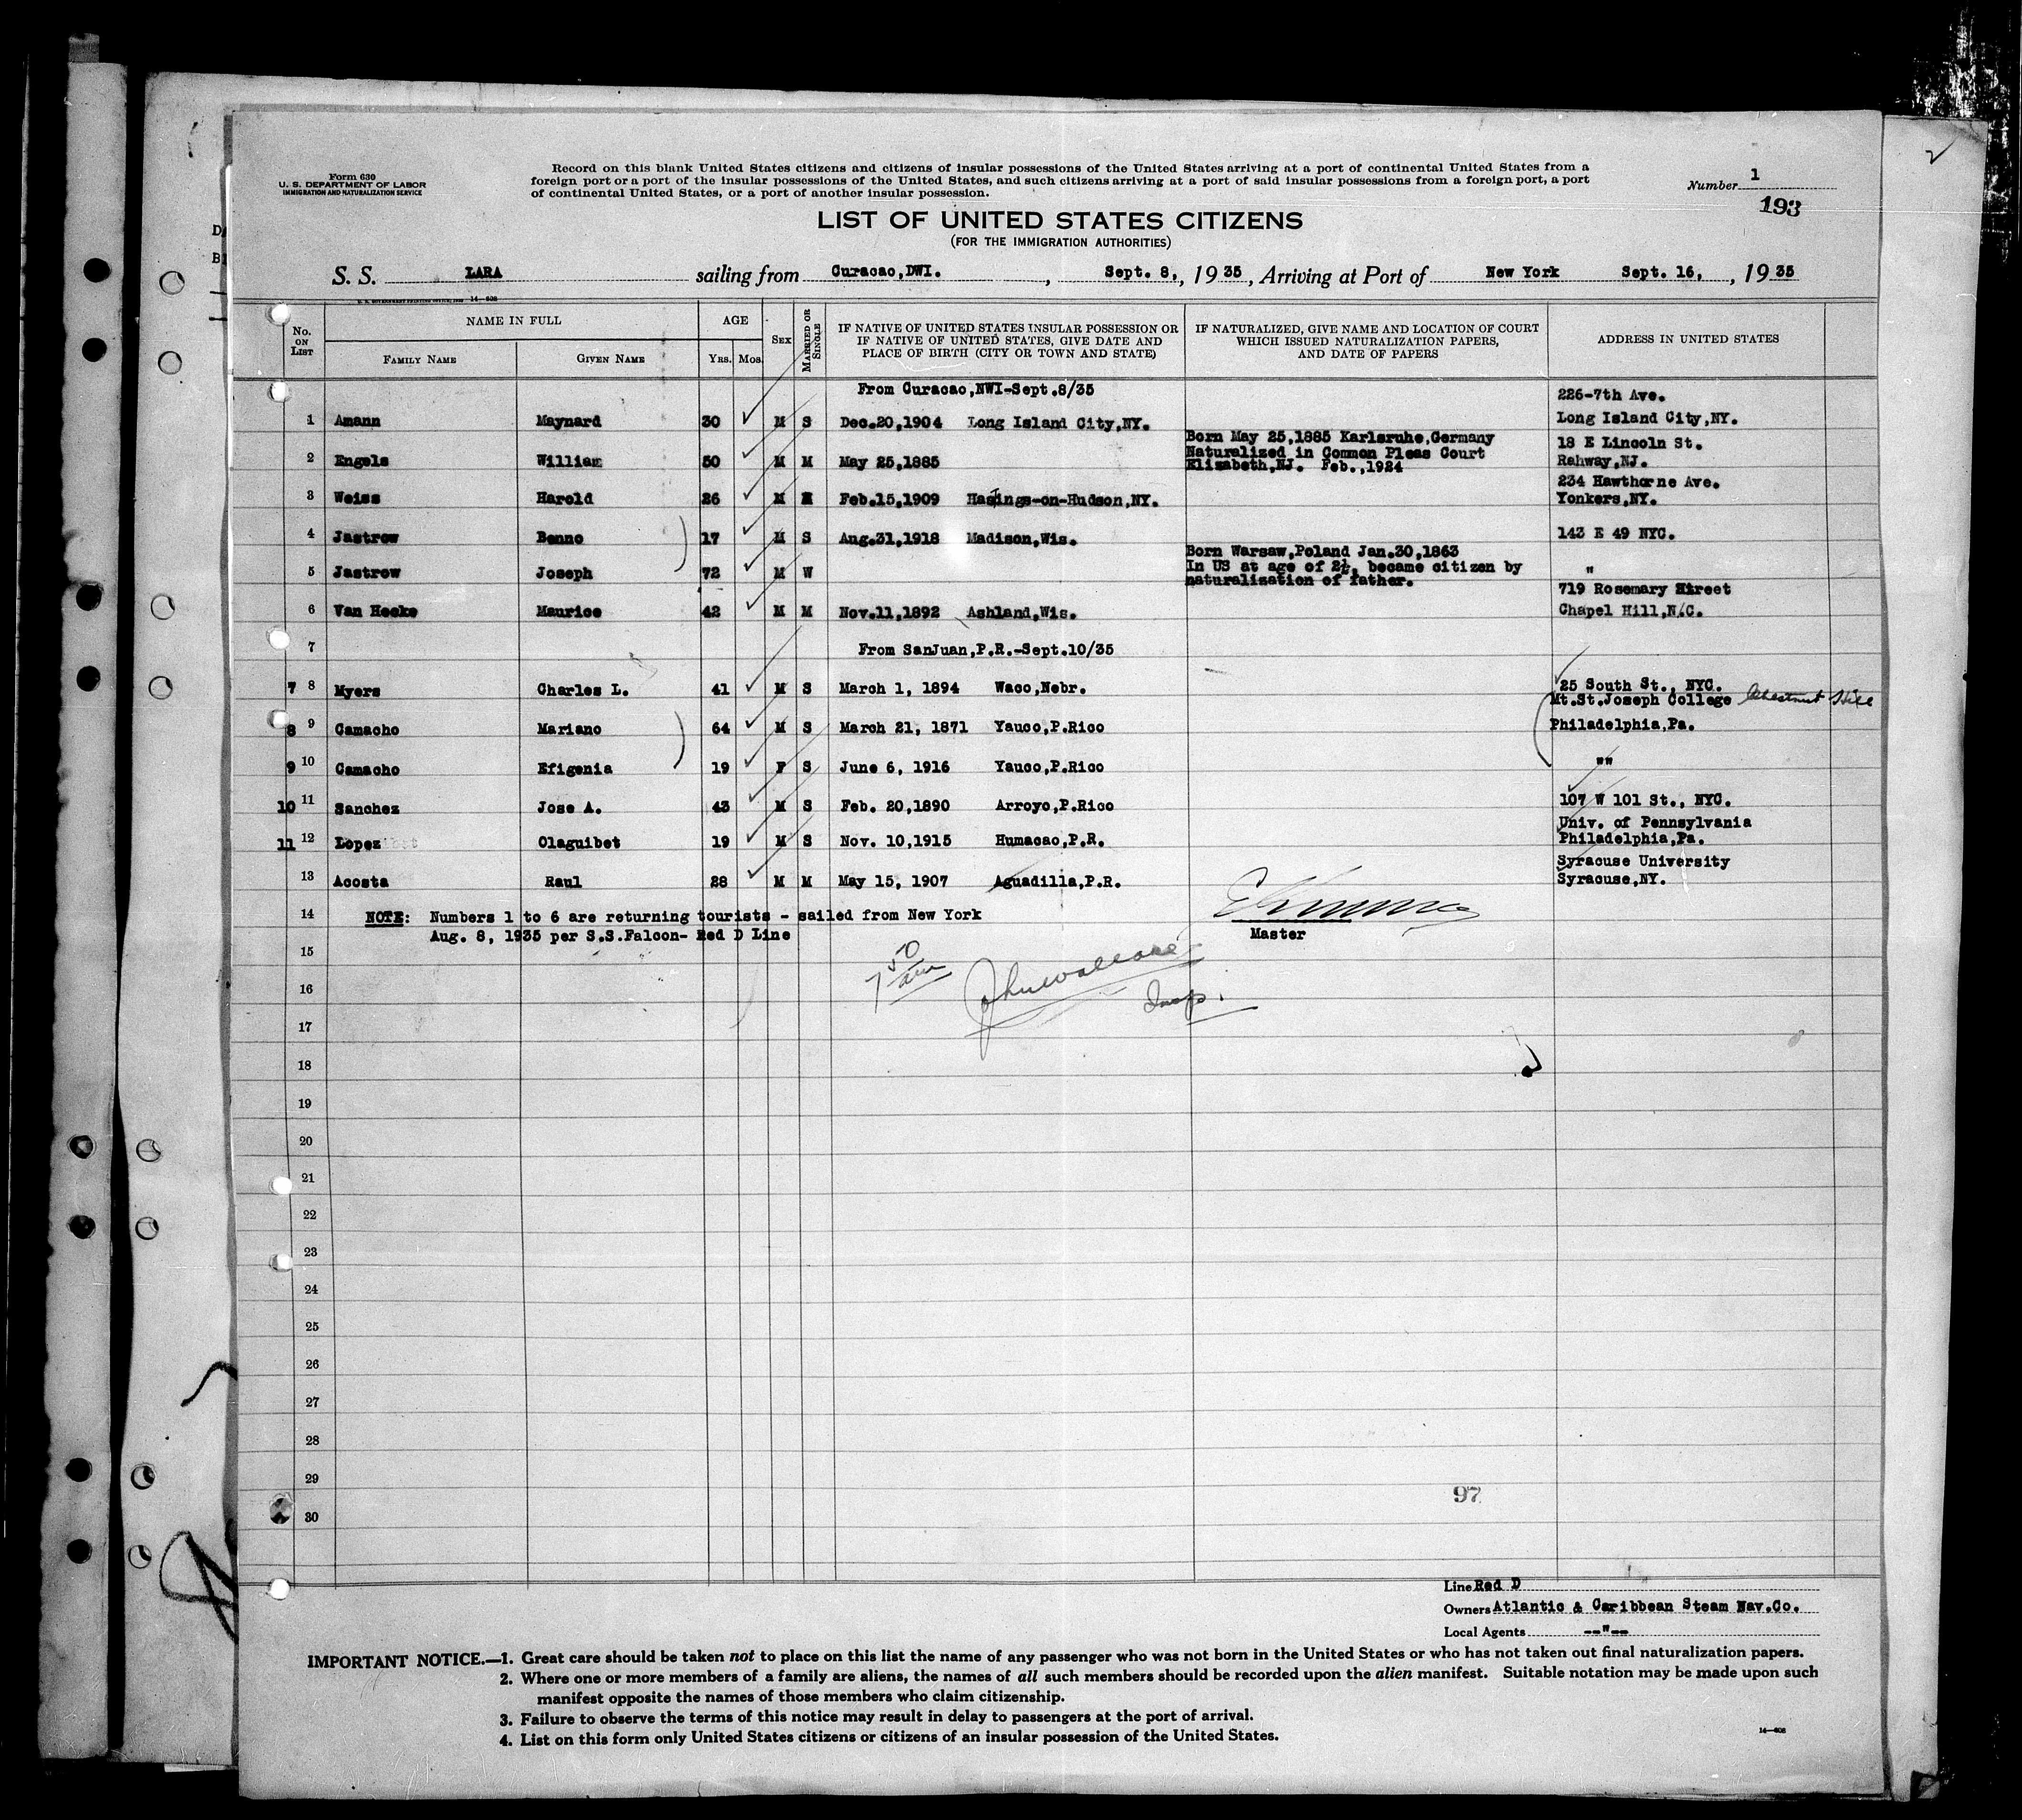 Form 630
U. S. DEPARTMENT OF LABOR
IMMIGRATION AND NATURALIZATION SERVICE
Record on this blank United States citizens and citizens of insular possessions of the United States arriving at a port of continental United States from a
foreign port or a port of the insular possessions of the United States, and such citizens arriving at a port of said insular possessions from a foreign port, a port
of continental United States, or a port of another insular possession.
Number 1
193
LIST OF UNITED STATES CITIZENS
(FOR THE IMMIGRATION AUTHORITIES)
S. S. LARA sailing from Curacao,DWI. , Sept. 8, , 1935, Arriving at Port of New York Sept. 16, , 1935
14—608
No. ON LIST
NAME IN FULL
FAMILY NAME GIVEN NAME
AGE
YRS. MOS.
SEX
MARRIED OR SINGLE
IF NATIVE OF UNITED STATES INSULAR POSSESSION OR
IF NATIVE OF UNITED STATES, GIVE DATE AND
PLACE OF BIRTH (CITY OR TOWN AND STATE)
IF NATURALIZED, GIVE NAME AND LOCATION OF COURT
WHICH ISSUED NATURALIZATION PAPERS,
AND DATE OF PAPERS
ADDRESS IN UNITED STATES
From Curacao,NWI-Sept.8/35
226-7th Ave.
1 Amann Maynard 30 M S Dec.20,1904 Long Island City,NY. Long Island City,NY.
Born May 25,1885 Karlsruhe,Germany
18 E Lincoln St.
2 Engels William 50 M M May 25,1885 Naturalized in Common Pleas Court
Elizabeth,NJ. Feb.,1924 Rahway,NJ.
234 Hawthorne Ave.
3 Weiss Harold 26 M Feb.15,1909 Hastings-on-Hudson,NY. Yonkers,NY.
4 Jastrow Benno 17 M S Aug.31,1918 Madison,Wis. 143 E 49 NYC.
Born Warsaw,Poland Jan.30,1863
5 Jastrow Joseph 72 M W In US at age of 2½, became citizen by "
naturalization of father.
719 Rosemary Street
6 Van Hecke Maurice 42 M M Nov.11,1892 Ashland,Wis. Chapel Hill,N.C.
7 From SanJuan,P.R.-Sept.10/35
7 8 Myers Charles L. 41 M S March 1, 1894 Waco,Nebr. 25 South St., NYC.
Mt.St.Joseph College Chestnut Hill
8 9 Camacho Mariano 64 M S March 21, 1871 Yauco,P.Rico Philadelphia,Pa.
9 10 Camacho Efigenia 19 F S June 6, 1916 Yauco,P.Rico ""
10 11 Sanchez Jose A. 43 M S Feb. 20,1890 Arroyo,P.Rico 107 W 101 St., NYC.
Univ. of Pennsylvania
11 12 Lopez Olaguibet 19 M S Nov. 10,1915 Humacao,P.R. Philadelphia,Pa.
Syracuse University
13 Acosta Raul 28 M M May 15, 1907 Aguadilla,P.R. Syracuse,NY.
14 NOTE: Numbers 1 to 6 are returning tourists - sailed from New York
Aug. 8, 1935 per S.S.Falcon- Red D Line
Master
15
7 50 am
John Wallace
Insp.
16
17
18
19
20
21
22
23
24
25
26
27
28
29
97
30
Line Red D
Owners Atlantic & Caribbean Steam Nav.Co.
Local Agents --"--
IMPORTANT NOTICE.—1. Great care should be taken not to place on this list the name of any passenger who was not born in the United States or who has not taken out final naturalization papers.
2. Where one or more members of a family are aliens, the names of all such members should be recorded upon the alien manifest. Suitable notation may be made upon such
manifest opposite the names of those members who claim citizenship.
3. Failure to observe the terms of this notice may result in delay to passengers at the port of arrival.
4. List on this form only United States citizens or citizens of an insular possession of the United States.
14—608